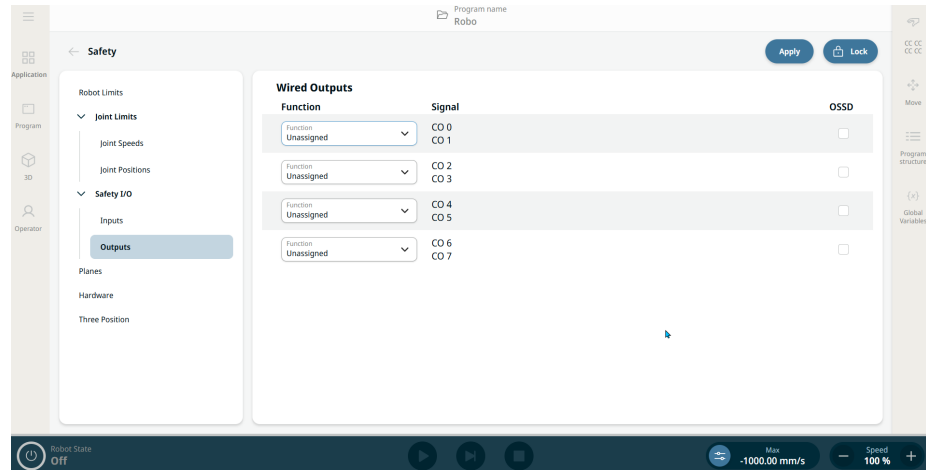 Program name
Robo
Safety
Apply
Lock
Application
Program
3D
Operator
Robot Limits
Joint Limits
Joint Speeds
Joint Positions
Safety I/O
Inputs
Outputs
Planes
Hardware
Three Position
Wired Outputs
Function
Signal
OSSD
Function
Unassigned
CO 0
CO 1
Function
Unassigned
CO 2
CO 3
Function
Unassigned
CO 4
CO 5
Function
Unassigned
CO 6
CO 7
CC CC
CC CC
Move
Program
structure
{x}
Global
Variables
Robot State
Off
Max
-1000.00 mm/s
Speed
100 %